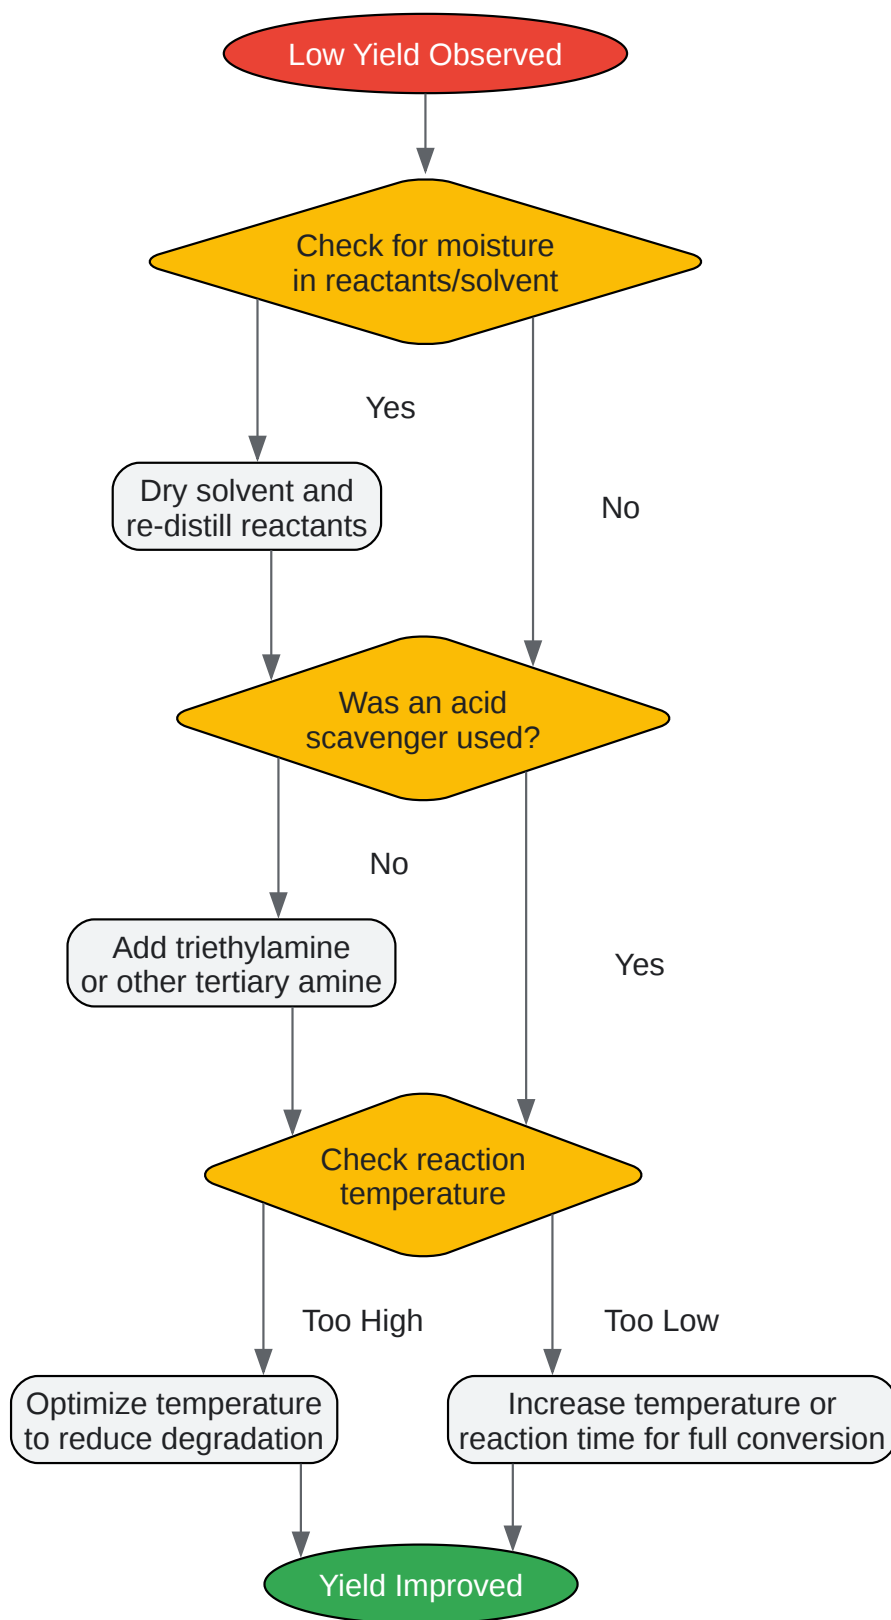 Low Yield Observed
Check for moisture
in reactants/solvent
Yes
Dry solvent and
re-distill reactants
No
Was an acid
scavenger used?
No
Add triethylamine
or other tertiary amine
Yes
Check reaction
temperature
Too High
Too Low
Optimize temperature
to reduce degradation
Increase temperature or
reaction time for full conversion
Yield Improved